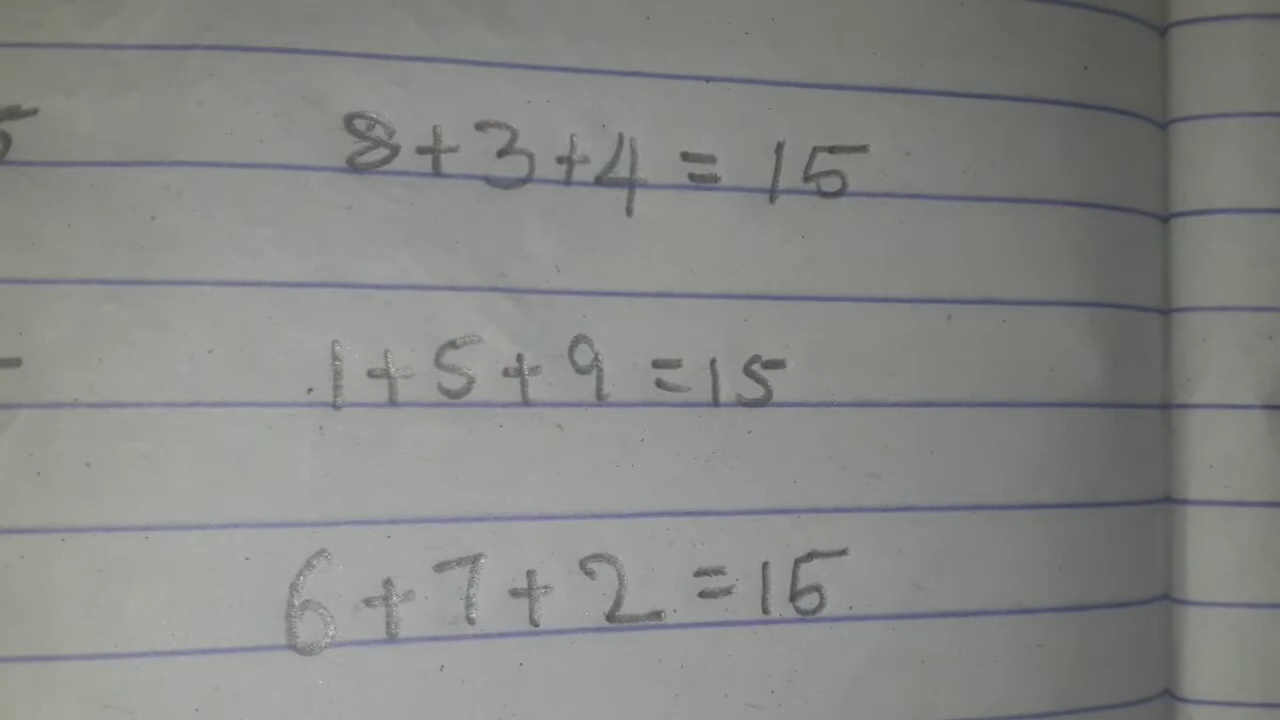 8+3+4 = 15
1+5+9 =15
6+7+2 =15